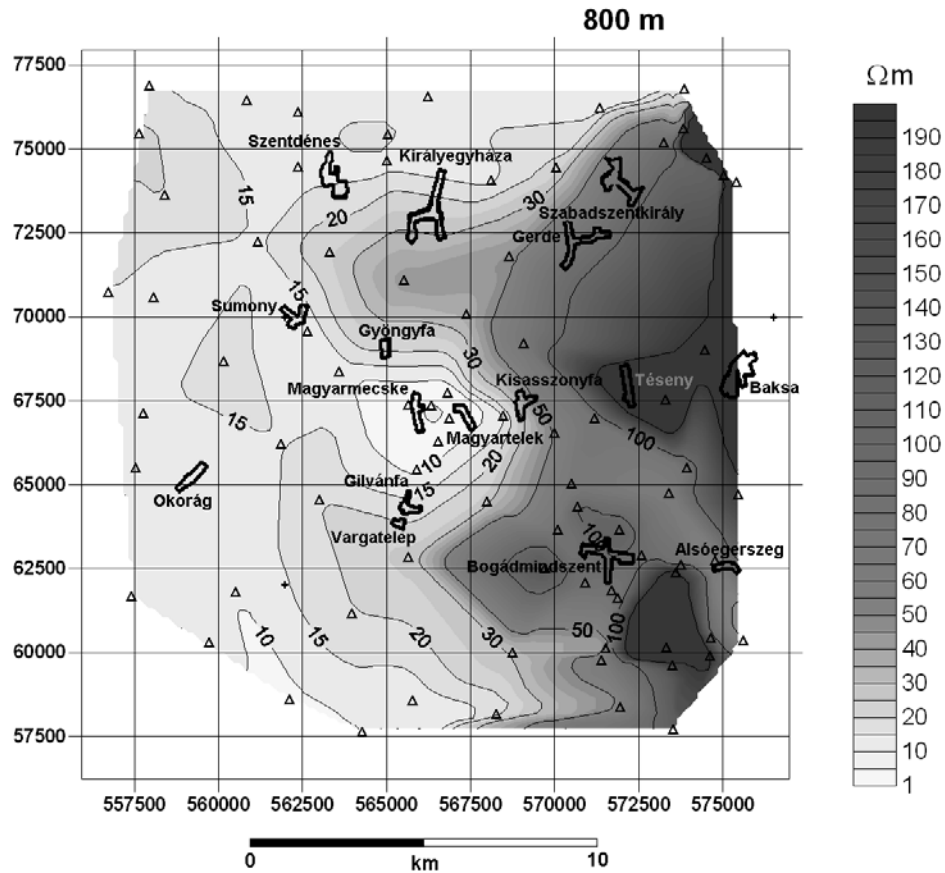 800 m
Ωm
77500
75000
72500
70000
67500
65000
62500
60000
57500
557500 560000 562500 565000 567500 570000 572500 575000
0 10
km
190
180
170
160
150
140
130
120
110
100
90
80
70
60
50
40
30
20
10
1
Szentdénes
Királyegyháza
15
20
30
Szabadszentkirály
Gerde
15
Sumony
Gyöngyfa
30
Magyarmecske
Kisasszonyfa
Téseny
Baksa
50
15
Magyartelek
100
20
10
Gilvánfa
15
Okorág
Vargatelep
100
Bogádmindszent
Alsóegerszeg
10
15
20
30
50
100